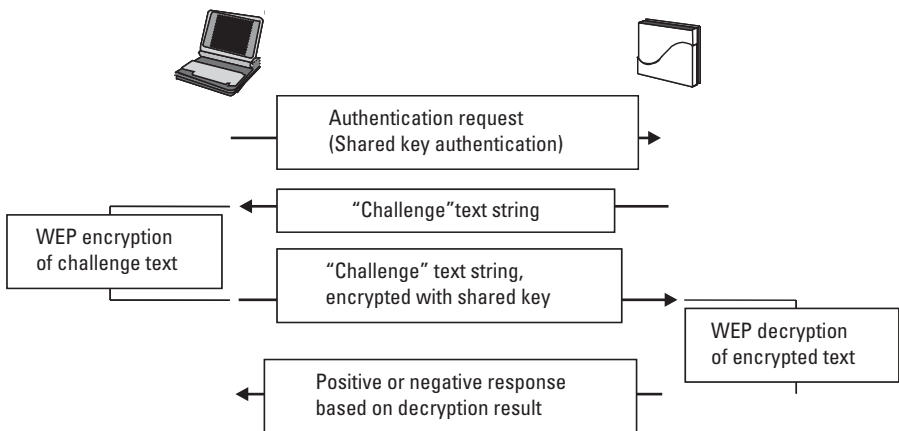 Authentication request
(Shared key authentication)
“Challenge”text string
WEP encryption
of challenge text
“Challenge” text string,
encrypted with shared key
WEP decryption
of encrypted text
Positive or negative response
based on decryption result